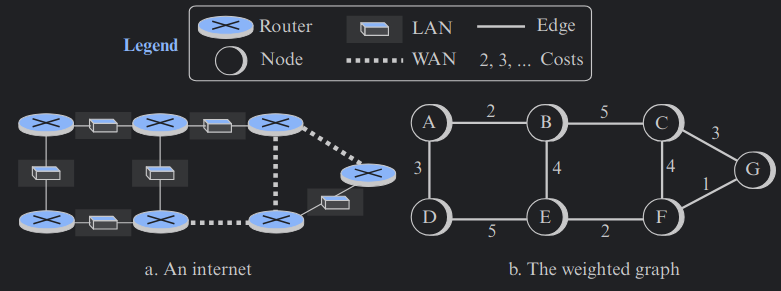 Legend
Router LAN Edge
Node WAN 2, 3, ... Costs
A 2 B 5 C
3
3 4 4 G
1
D 5 E 2 F
a. An internet b. The weighted graph